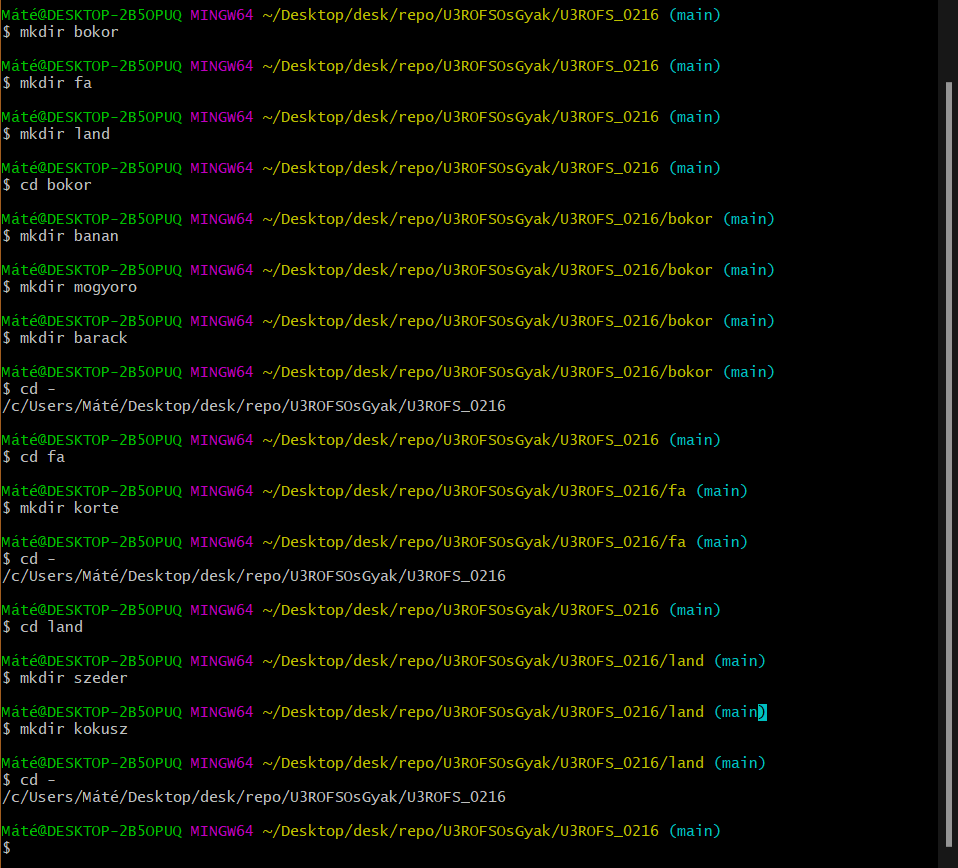 Máté@DESKTOP-2B5OPUQ MINGW64 ~/Desktop/desk/repo/U3ROFSOsGyak/U3ROFS_0216 (main)
$ mkdir bokor
Máté@DESKTOP-2B5OPUQ MINGW64 ~/Desktop/desk/repo/U3ROFSOsGyak/U3ROFS_0216 (main)
$ mkdir fa
Máté@DESKTOP-2B5OPUQ MINGW64 ~/Desktop/desk/repo/U3ROFSOsGyak/U3ROFS_0216 (main)
$ mkdir land
Máté@DESKTOP-2B5OPUQ MINGW64 ~/Desktop/desk/repo/U3ROFSOsGyak/U3ROFS_0216 (main)
$ cd bokor
Máté@DESKTOP-2B5OPUQ MINGW64 ~/Desktop/desk/repo/U3ROFSOsGyak/U3ROFS_0216/bokor (main)
$ mkdir banan
Máté@DESKTOP-2B5OPUQ MINGW64 ~/Desktop/desk/repo/U3ROFSOsGyak/U3ROFS_0216/bokor (main)
$ mkdir mogyoro
Máté@DESKTOP-2B5OPUQ MINGW64 ~/Desktop/desk/repo/U3ROFSOsGyak/U3ROFS_0216/bokor (main)
$ mkdir barack
Máté@DESKTOP-2B5OPUQ MINGW64 ~/Desktop/desk/repo/U3ROFSOsGyak/U3ROFS_0216/bokor (main)
$ cd -
/c/Users/Máté/Desktop/desk/repo/U3ROFSOsGyak/U3ROFS_0216
Máté@DESKTOP-2B5OPUQ MINGW64 ~/Desktop/desk/repo/U3ROFSOsGyak/U3ROFS_0216 (main)
$ cd fa
Máté@DESKTOP-2B5OPUQ MINGW64 ~/Desktop/desk/repo/U3ROFSOsGyak/U3ROFS_0216/fa (main)
$ mkdir korte
Máté@DESKTOP-2B5OPUQ MINGW64 ~/Desktop/desk/repo/U3ROFSOsGyak/U3ROFS_0216/fa (main)
$ cd -
/c/Users/Máté/Desktop/desk/repo/U3ROFSOsGyak/U3ROFS_0216
Máté@DESKTOP-2B5OPUQ MINGW64 ~/Desktop/desk/repo/U3ROFSOsGyak/U3ROFS_0216 (main)
$ cd land
Máté@DESKTOP-2B5OPUQ MINGW64 ~/Desktop/desk/repo/U3ROFSOsGyak/U3ROFS_0216/land (main)
$ mkdir szeder
Máté@DESKTOP-2B5OPUQ MINGW64 ~/Desktop/desk/repo/U3ROFSOsGyak/U3ROFS_0216/land (main)
$ mkdir kokusz
Máté@DESKTOP-2B5OPUQ MINGW64 ~/Desktop/desk/repo/U3ROFSOsGyak/U3ROFS_0216/land (main)
$ cd -
/c/Users/Máté/Desktop/desk/repo/U3ROFSOsGyak/U3ROFS_0216
Máté@DESKTOP-2B5OPUQ MINGW64 ~/Desktop/desk/repo/U3ROFSOsGyak/U3ROFS_0216 (main)
$